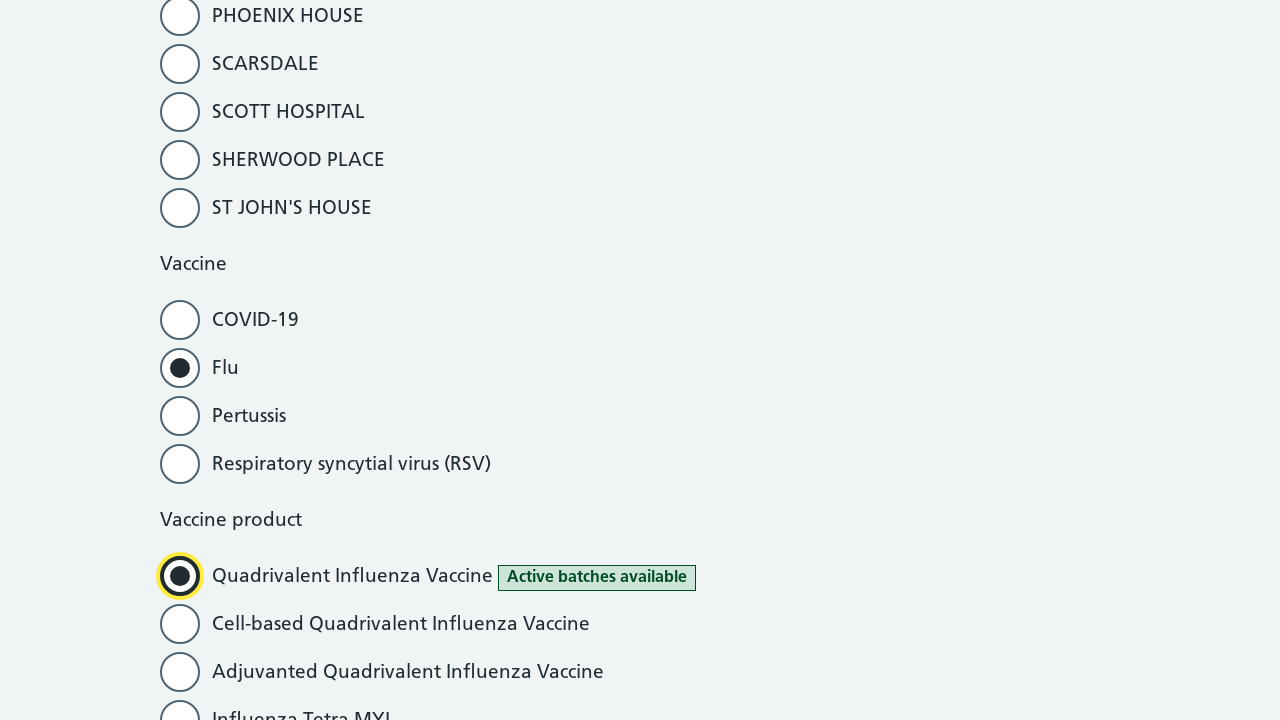 PHOENIX HOUSE
SCARSDALE
SCOTT HOSPITAL
SHERWOOD PLACE
ST JOHN'S HOUSE
Vaccine
COVID-19
Flu
Pertussis
Respiratory syncytial virus (RSV)
Vaccine product
Quadrivalent Influenza Vaccine Active batches available
Cell-based Quadrivalent Influenza Vaccine
Adjuvanted Quadrivalent Influenza Vaccine
Influenza Tetra MYL